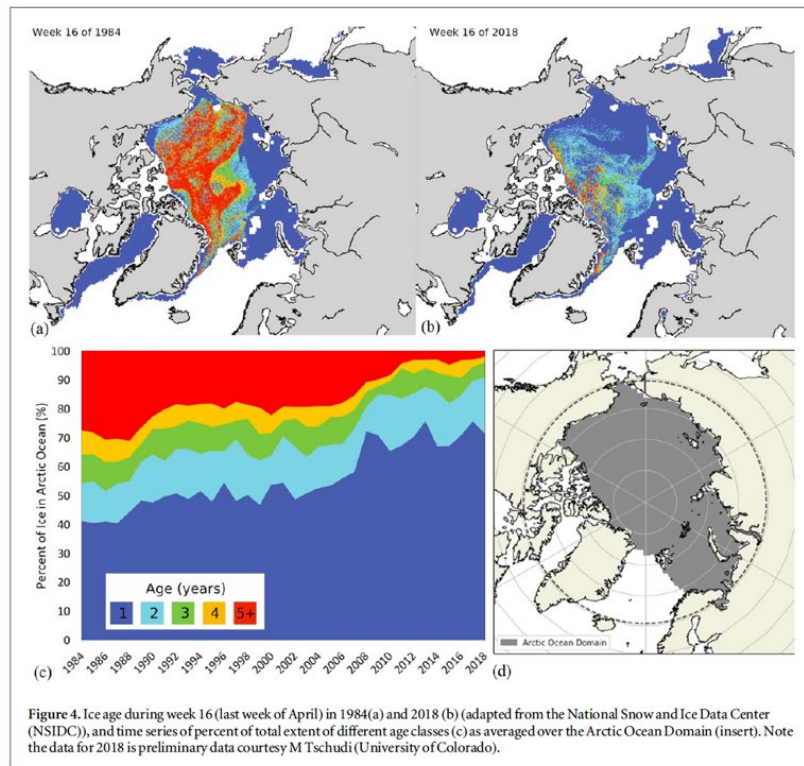 Week 16 of 1984
Week 16 of 2018
(a)
(b)
Percent of Ice in Arctic Ocean (%)
100
90
80
70
60
50
40
30
20
10
0
Age (years)
1 2 3 4 5+
1984 1986 1988 1990 1992 1994 1996 1998 2000 2002 2004 2006 2008 2010 2012 2014 2016 2018
(c)
Arctic Ocean Domain
(d)
Figure 4. Ice age during week 16 (last week of April) in 1984(a) and 2018 (b) (adapted from the National Snow and Ice Data Center
(NSIDC)), and time series of percent of total extent of different age classes (c) as averaged over the Arctic Ocean Domain (insert). Note
the data for 2018 is preliminary data courtesy M Tschudi (University of Colorado).